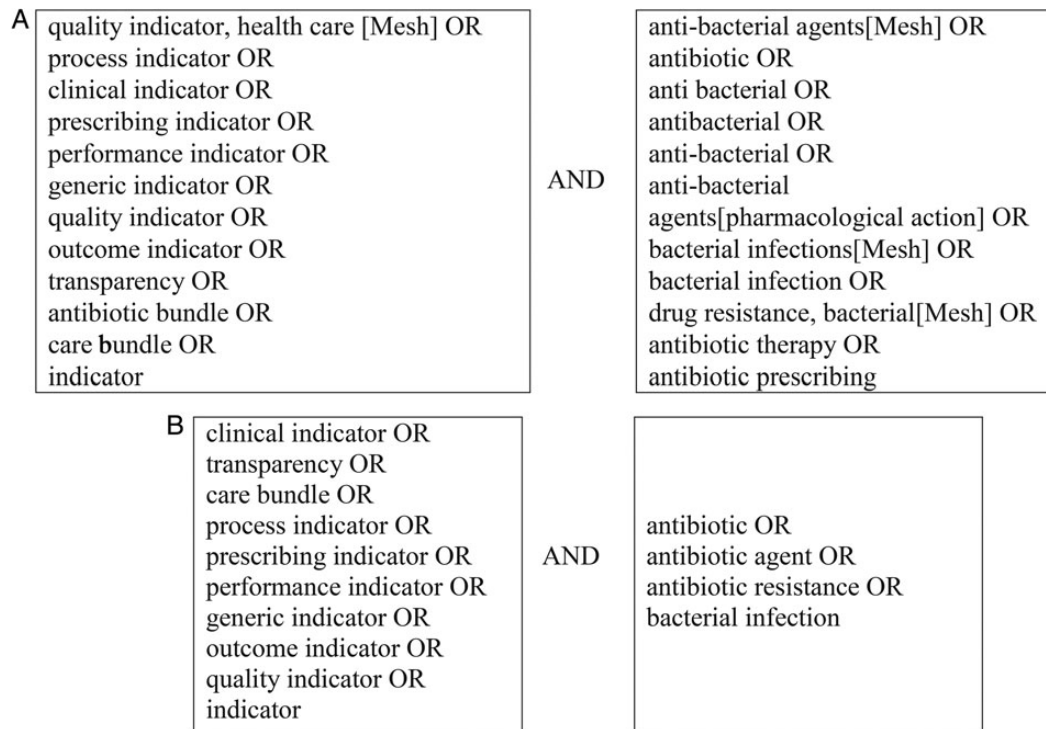 A
quality indicator, health care [Mesh] OR
process indicator OR
clinical indicator OR
prescribing indicator OR
performance indicator OR
generic indicator OR
quality indicator OR
outcome indicator OR
transparency OR
antibiotic bundle OR
care bundle OR
indicator
AND
anti-bacterial agents[Mesh] OR
antibiotic OR
anti bacterial OR
antibacterial OR
anti-bacterial OR
anti-bacterial
agents[pharmacological action] OR
bacterial infections[Mesh] OR
bacterial infection OR
drug resistance, bacterial[Mesh] OR
antibiotic therapy OR
antibiotic prescribing
B
clinical indicator OR
transparency OR
care bundle OR
process indicator OR
prescribing indicator OR
performance indicator OR
generic indicator OR
outcome indicator OR
quality indicator OR
indicator
AND
antibiotic OR
antibiotic agent OR
antibiotic resistance OR
bacterial infection